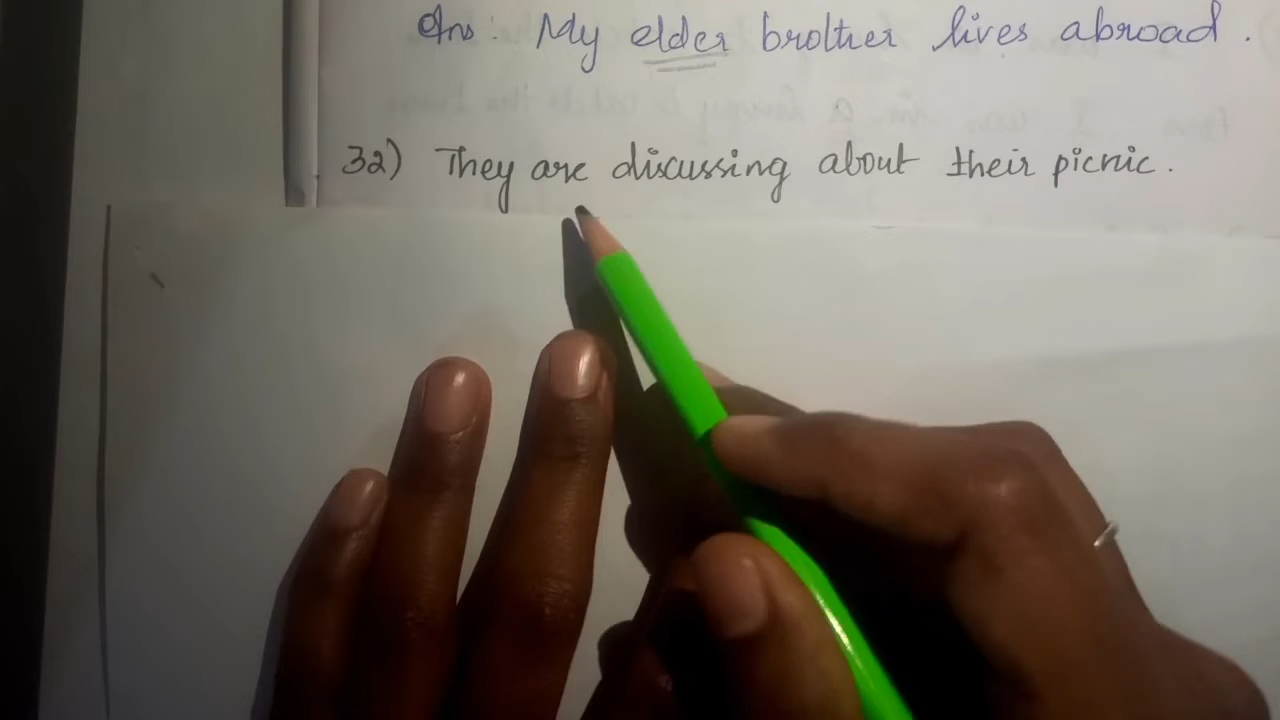 Ans: My elder brother lives abroad.
32) They are discussing about their picnic.